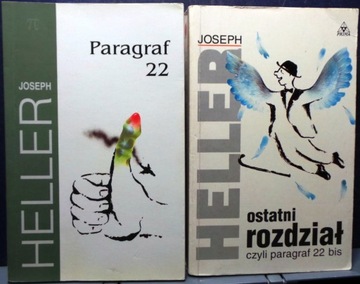 Paragraf
22
JOSEPH
HELLER
JOSEPH
HELLER
ostatni
rozdział
czyli paragraf 22 bis